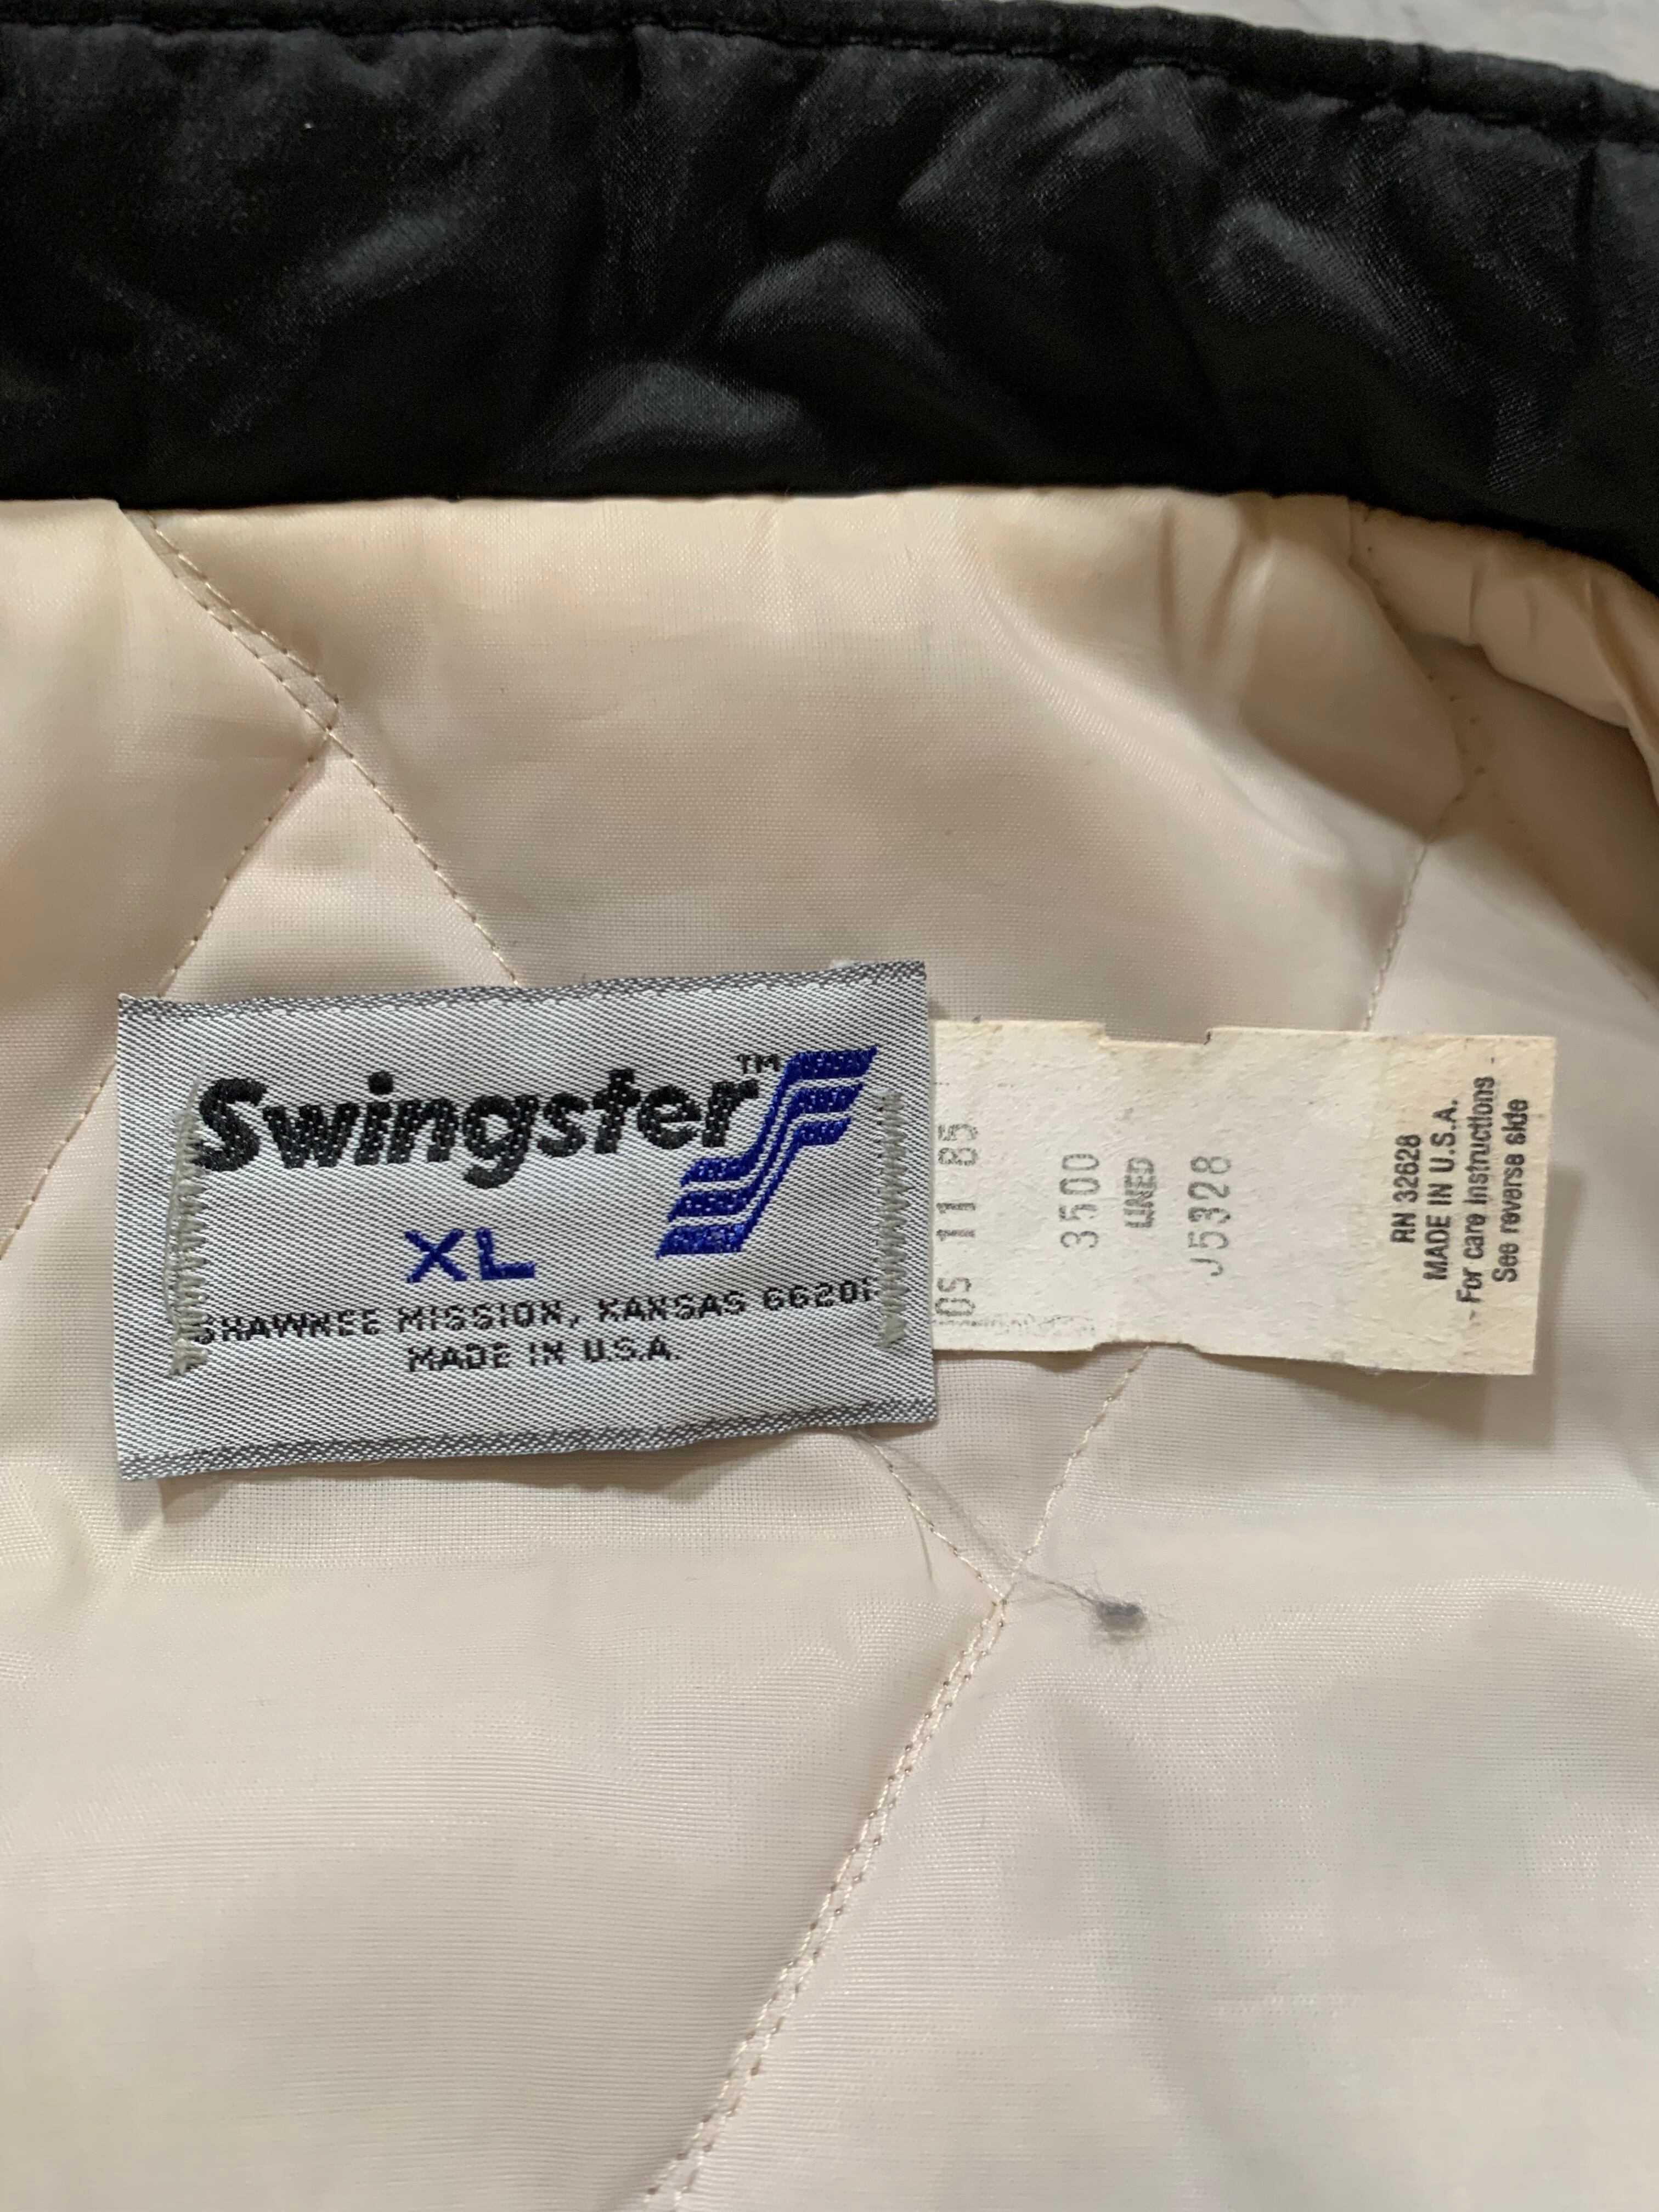 Swingster™
XL
SHAWNEE MISSION, KANSAS 66201
MADE IN U.S.A.
11 85
3500
LINED
J5328
RN 32628
MADE IN U.S.A.
For care instructions
See reverse side